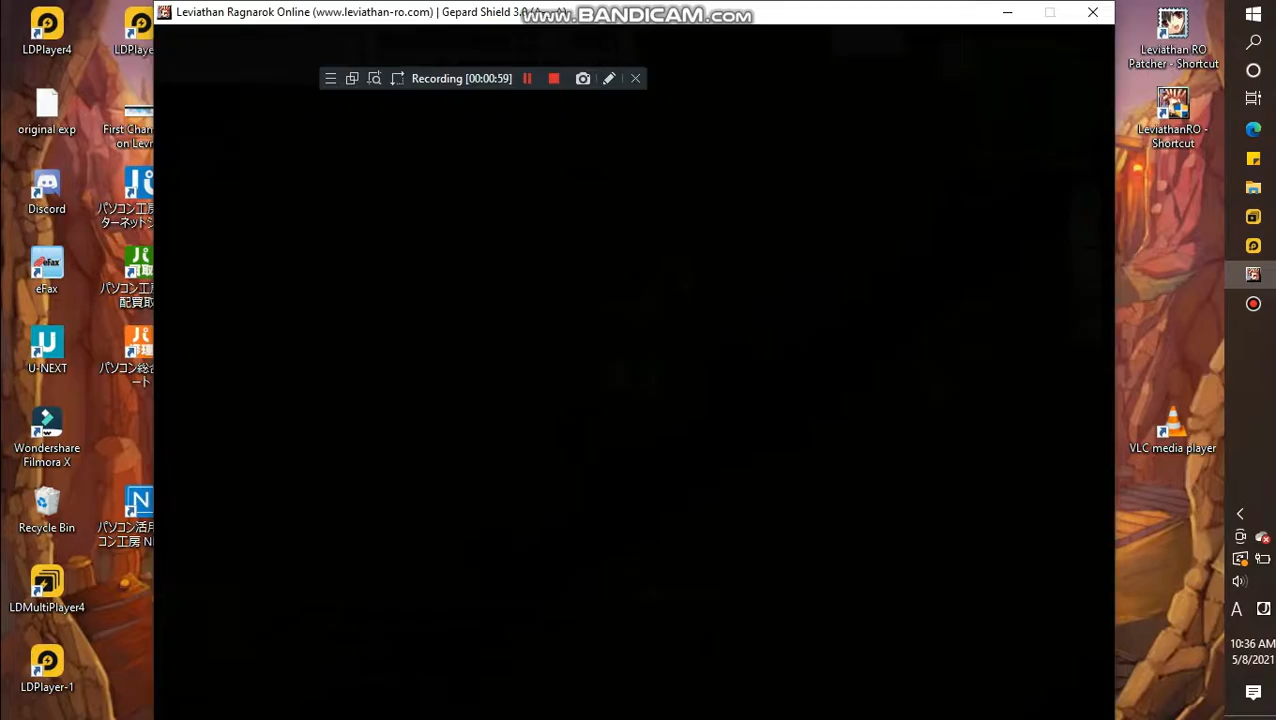 Leviathan Ragnarok Online (www.leviathan-ro.com) | Gepard Shield 3.0
www.BANDICAM.com
Recording [00:00:59]
LDPlayer4
LDPlaye
original exp
First Chan
on Levi
Discord
パソコン工房
ターネットシ
eFax
パソコン工
配買取
U-NEXT
パソコン総合
ート
Wondershare
Filmora X
Recycle Bin
パソコン活用
コン工房 N
LDMultiPlayer4
LDPlayer-1
Leviathan RO
Patcher - Shortcut
LeviathanRO -
Shortcut
VLC media player
A
J
10:36 AM
5/8/2021